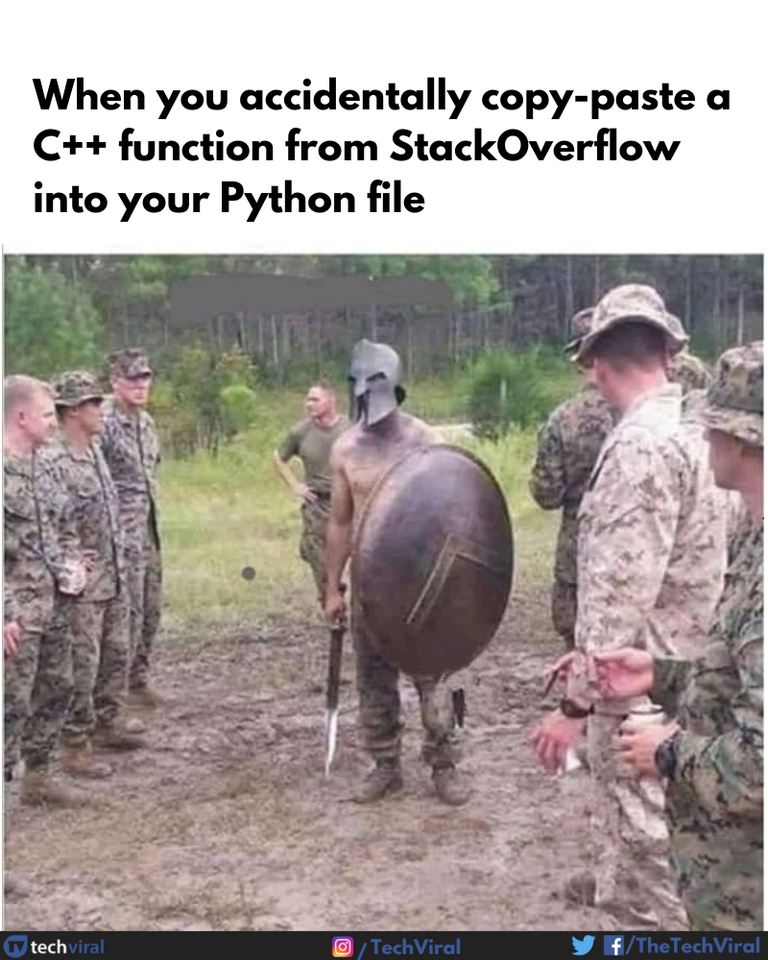 When you accidentally copy-paste a
C++ function from StackOverflow
into your Python file
techviral
/TechViral
/TheTechViral